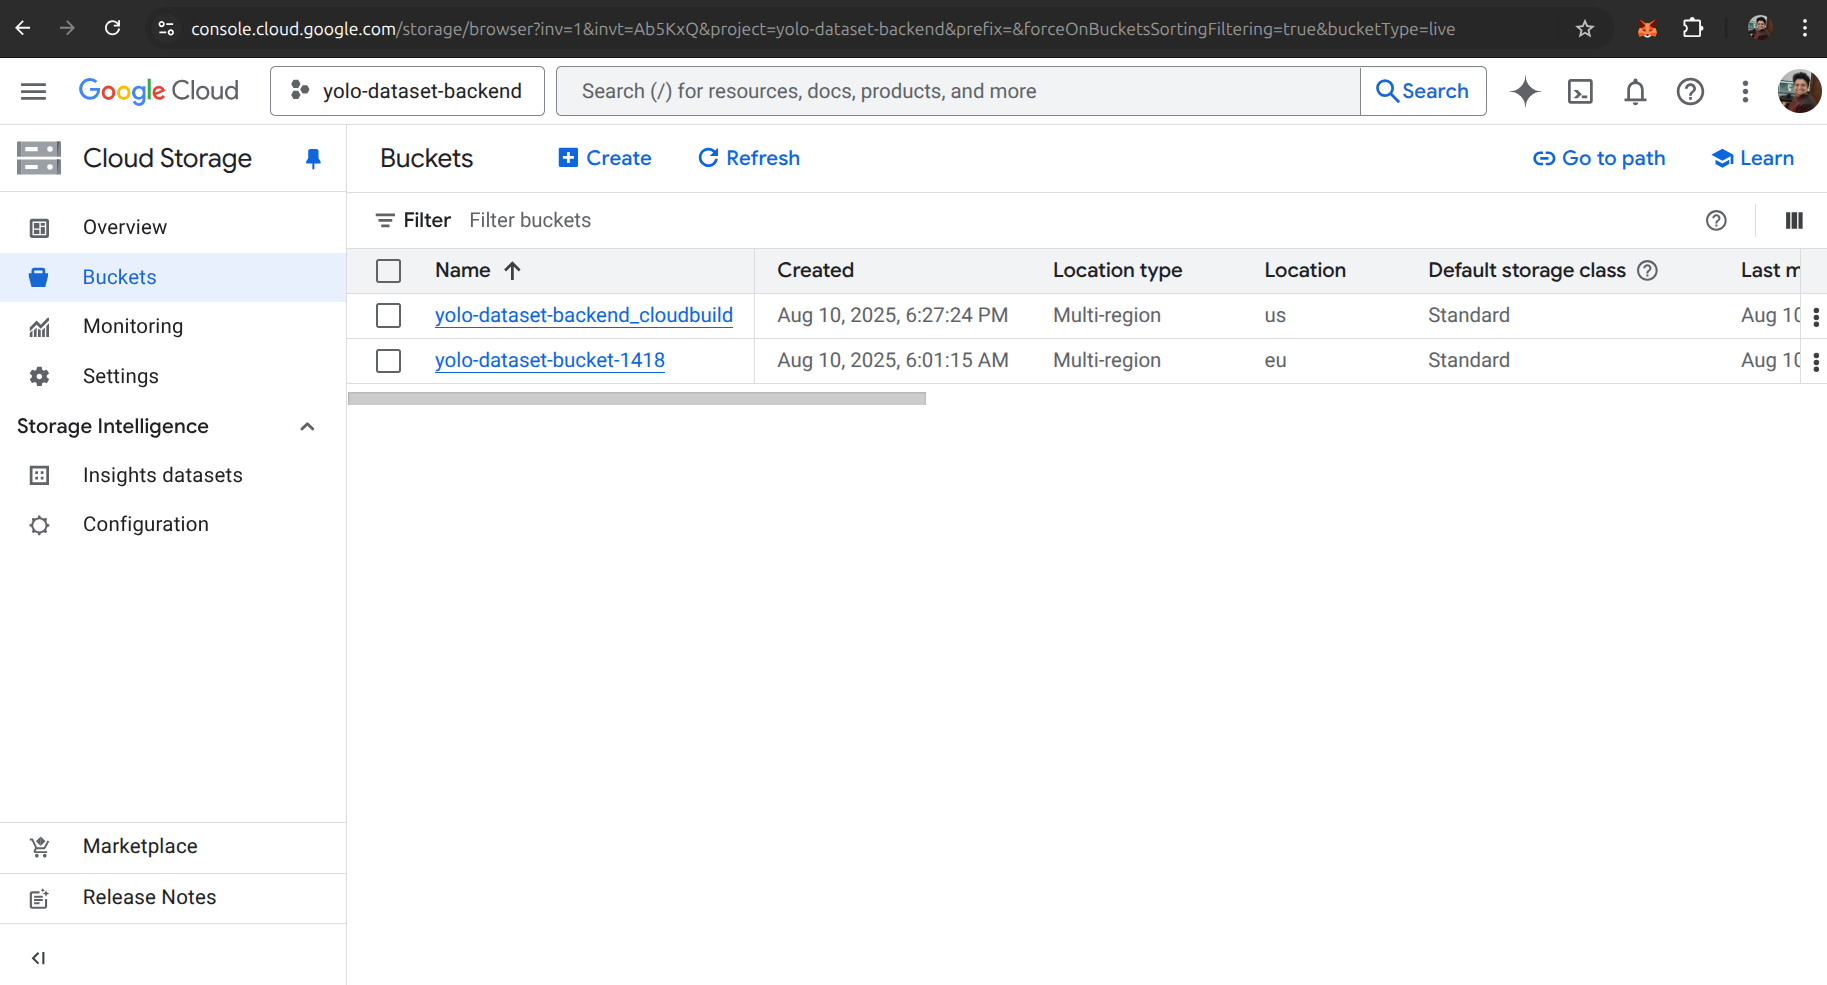 console.cloud.google.com/storage/browser?inv=1&invt=Ab5KxQ&project=yolo-dataset-backend&prefix=&forceOnBucketsSortingFiltering=true&bucketType=live
Google Cloud
yolo-dataset-backend
Search (/) for resources, docs, products, and more
Search
Cloud Storage
Buckets
Create
Refresh
Go to path
Learn
Overview
Buckets
Monitoring
Settings
Storage Intelligence
Insights datasets
Configuration
Marketplace
Release Notes
Filter Filter buckets
Name Created Location type Location Default storage class Last m
yolo-dataset-backend_cloudbuild Aug 10, 2025, 6:27:24 PM Multi-region us Standard Aug 10
yolo-dataset-bucket-1418 Aug 10, 2025, 6:01:15 AM Multi-region eu Standard Aug 10